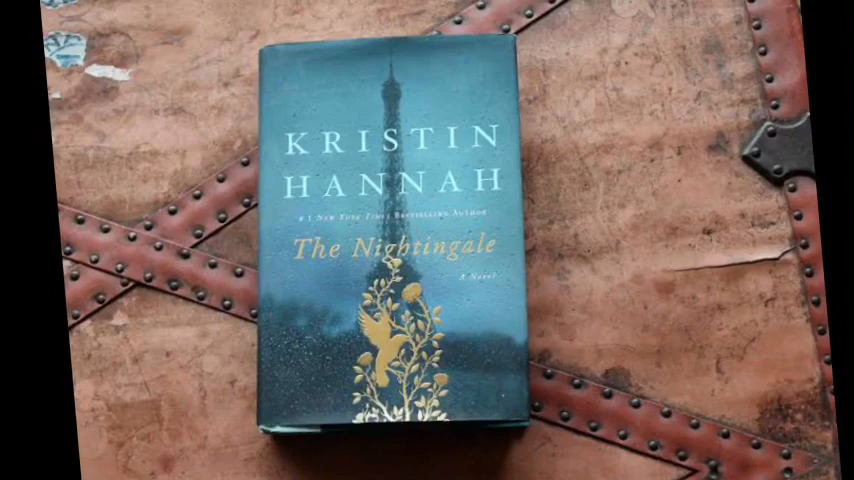 KRISTIN
HANNAH
#1 NEW YORK TIMES BESTSELLING AUTHOR
The Nightingale
A Novel